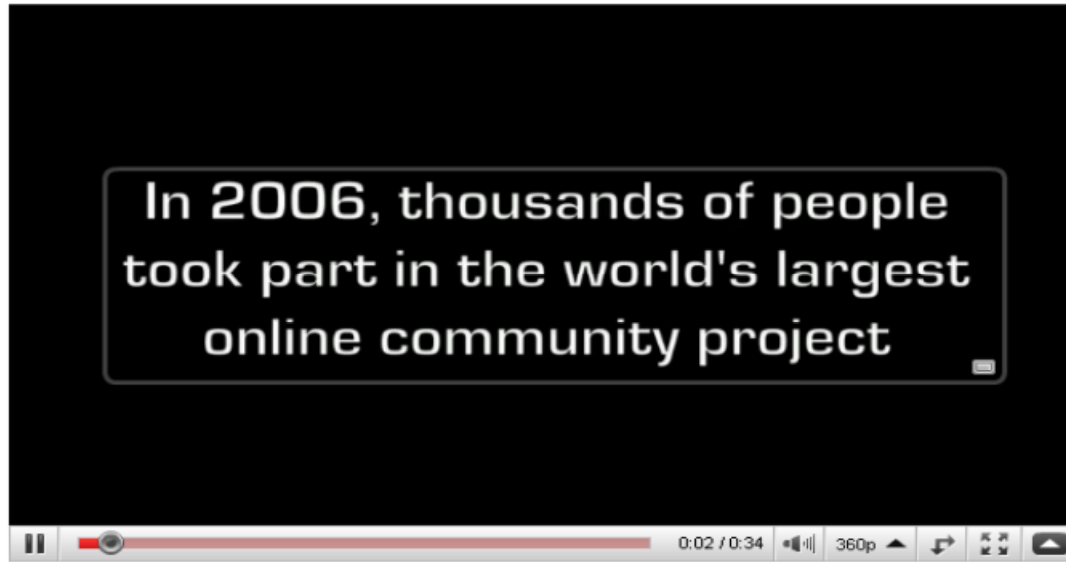 In 2006, thousands of people
took part in the world's largest
online community project
0:02 / 0:34
360p